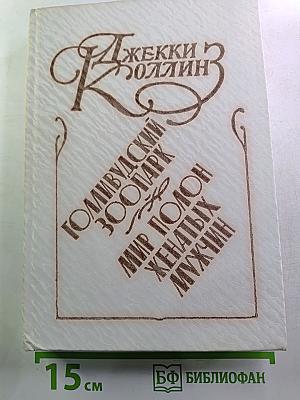 Джекки
Коллинз
ГОЛЛИВУДСКИЙ
ЗООПАРК
МИР ПОЛОН
ЖЕНАТЫХ
МУЖЧИН
15 см
БФ БИБЛИОФАН